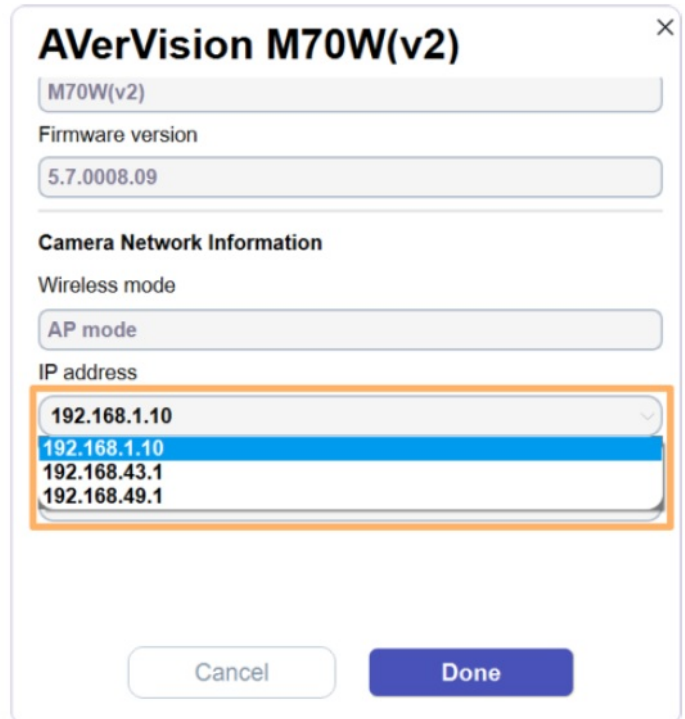 AVerVision M70W(v2)
M70W(v2)
Firmware version
5.7.0008.09
Camera Network Information
Wireless mode
AP mode
IP address
192.168.1.10
192.168.1.10
192.168.43.1
192.168.49.1
Cancel
Done